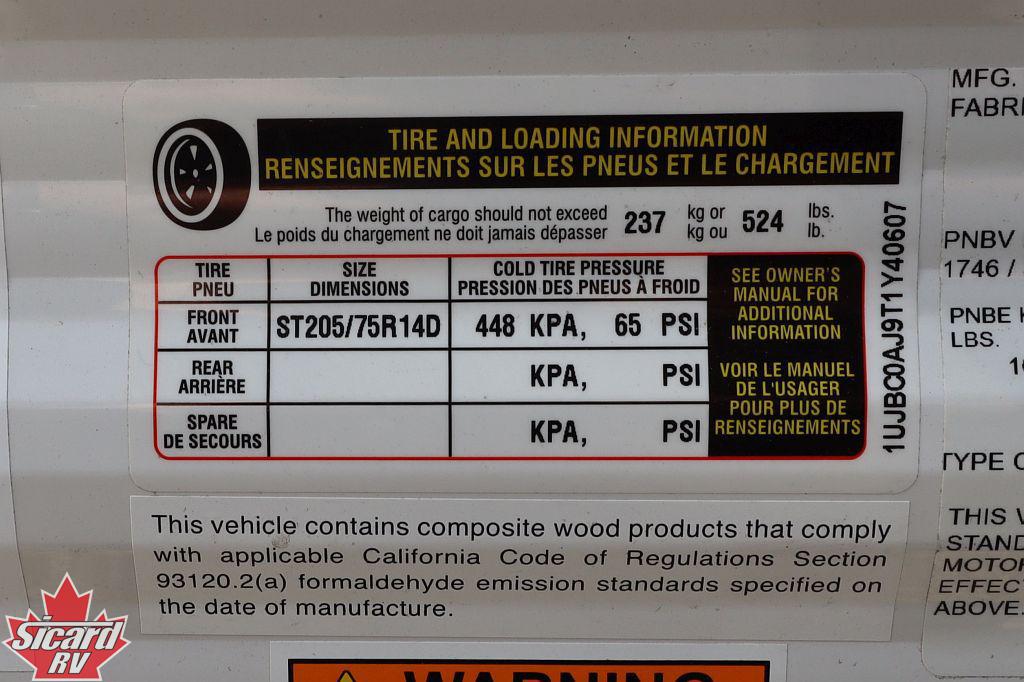 TIRE AND LOADING INFORMATION
RENSEIGNEMENTS SUR LES PNEUS ET LE CHARGEMENT
The weight of cargo should not exceed 237 kg or 524 lbs.
Le poids du chargement ne doit jamais dépasser kg ou lb.
TIRE
PNEU
SIZE
DIMENSIONS
COLD TIRE PRESSURE
PRESSION DES PNEUS À FROID
FRONT
AVANT
ST205/75R14D
448 KPA, 65 PSI
REAR
ARRIÈRE
KPA, PSI
SPARE
DE SECOURS
KPA, PSI
SEE OWNER'S
MANUAL FOR
ADDITIONAL
INFORMATION
VOIR LE MANUEL
DE L'USAGER
POUR PLUS DE
RENSEIGNEMENTS
1UJBC0AJ9T1Y40607
This vehicle contains composite wood products that comply
with applicable California Code of Regulations Section
93120.2(a) formaldehyde emission standards specified on
the date of manufacture.
WARNING
MFG.
FABRI
PNBV
1746 /
PNBE
LBS.
TYPE
THIS
STAND
MOTOR
EFFECT
ABOVE.
Sicard
RV